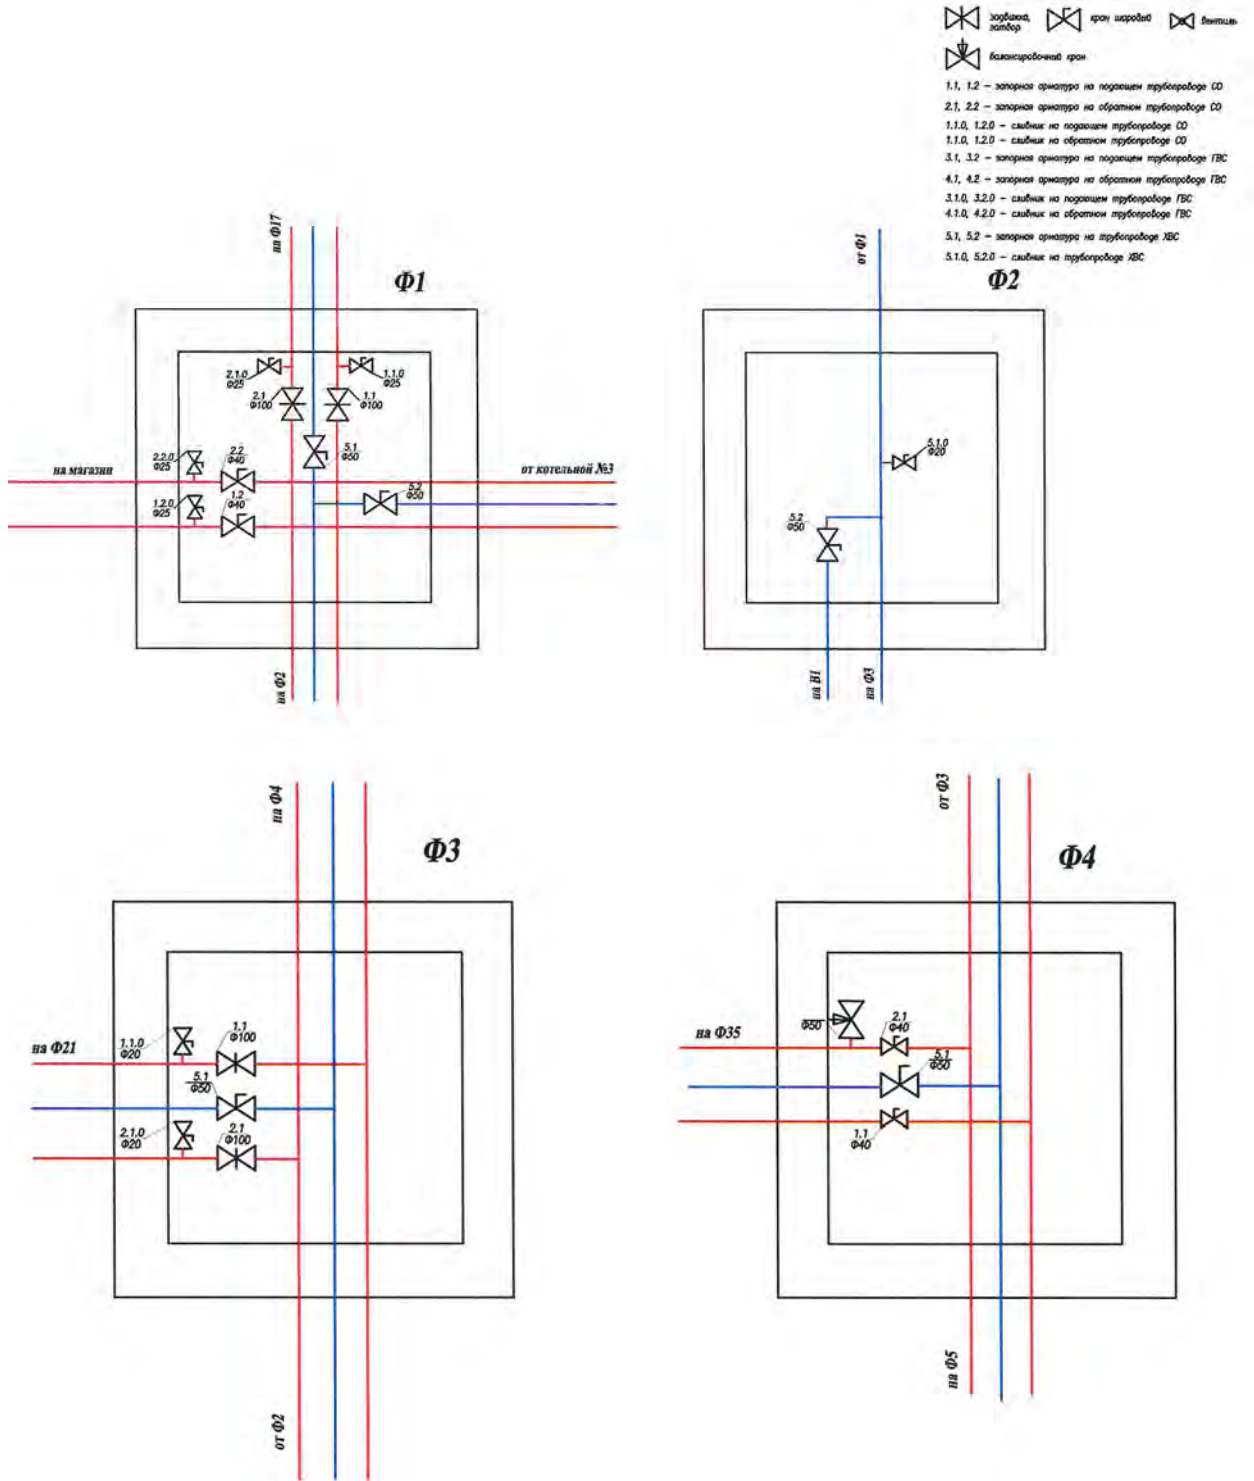 задвижка, затвор
кран шаровый
вентиль
балансировочный кран
1.1, 1.2 – запорная арматура на подающем трубопроводе СО
2.1, 2.2 – запорная арматура на обратном трубопроводе СО
1.1.0, 1.2.0 – сливник на подающем трубопроводе СО
1.1.0, 1.2.0 – сливник на обратном трубопроводе СО
3.1, 3.2 – запорная арматура на подающем трубопроводе ГВС
4.1, 4.2 – запорная арматура на обратном трубопроводе ГВС
3.1.0, 3.2.0 – сливник на подающем трубопроводе ГВС
4.1.0, 4.2.0 – сливник на обратном трубопроводе ГВС
5.1, 5.2 – запорная арматура на трубопроводе ХВС
5.1.0, 5.2.0 – сливник на трубопроводе ХВС
на Ф17
Ф1
2.1.0
Ф25
1.1.0
Ф25
2.1
Ф100
1.1
Ф100
5.1
Ф50
2.2.0
Ф25
2.2
Ф40
на магазин
от котельной №3
5.2
Ф50
1.2.0
Ф25
1.2
Ф40
на Ф2
от Ф1
Ф2
5.1.0
Ф20
5.2
Ф50
на В1
на Ф3
на Ф4
Ф3
на Ф21
1.1.0
Ф20
1.1
Ф100
5.1
Ф50
2.1.0
Ф20
2.1
Ф100
от Ф2
от Ф3
Ф4
на Ф35
Ф50
2.1
Ф40
5.1
Ф50
1.1
Ф40
на Ф5